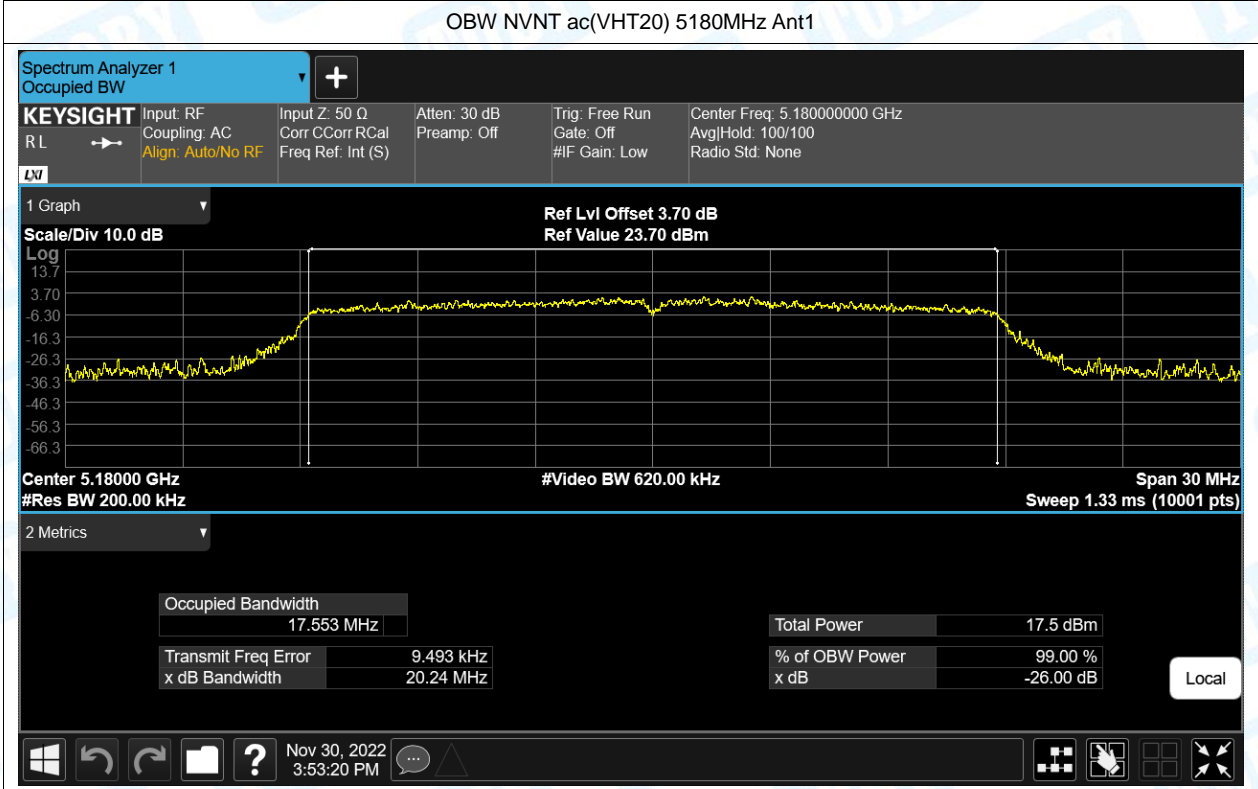 OBW NVNT ac(VHT20) 5180MHz Ant1
Spectrum Analyzer 1
Occupied BW
KEYSIGHT
RL
LXI
Input: RF
Coupling: AC
Align: Auto/No RF
Input Z: 50 Ω
Corr CCorr RCal
Freq Ref: Int (S)
Atten: 30 dB
Preamp: Off
Trig: Free Run
Gate: Off
#IF Gain: Low
Center Freq: 5.180000000 GHz
Avg|Hold: 100/100
Radio Std: None
1 Graph
Scale/Div 10.0 dB
Ref Lvl Offset 3.70 dB
Ref Value 23.70 dBm
Log
13.7
3.70
-6.30
-16.3
-26.3
-36.3
-46.3
-56.3
-66.3
Center 5.18000 GHz
#Video BW 620.00 kHz
Span 30 MHz
#Res BW 200.00 kHz
Sweep 1.33 ms (10001 pts)
2 Metrics
Occupied Bandwidth
17.553 MHz
Total Power 17.5 dBm
Transmit Freq Error 9.493 kHz
% of OBW Power 99.00 %
x dB Bandwidth 20.24 MHz
x dB -26.00 dB
Local
?
Nov 30, 2022
3:53:20 PM